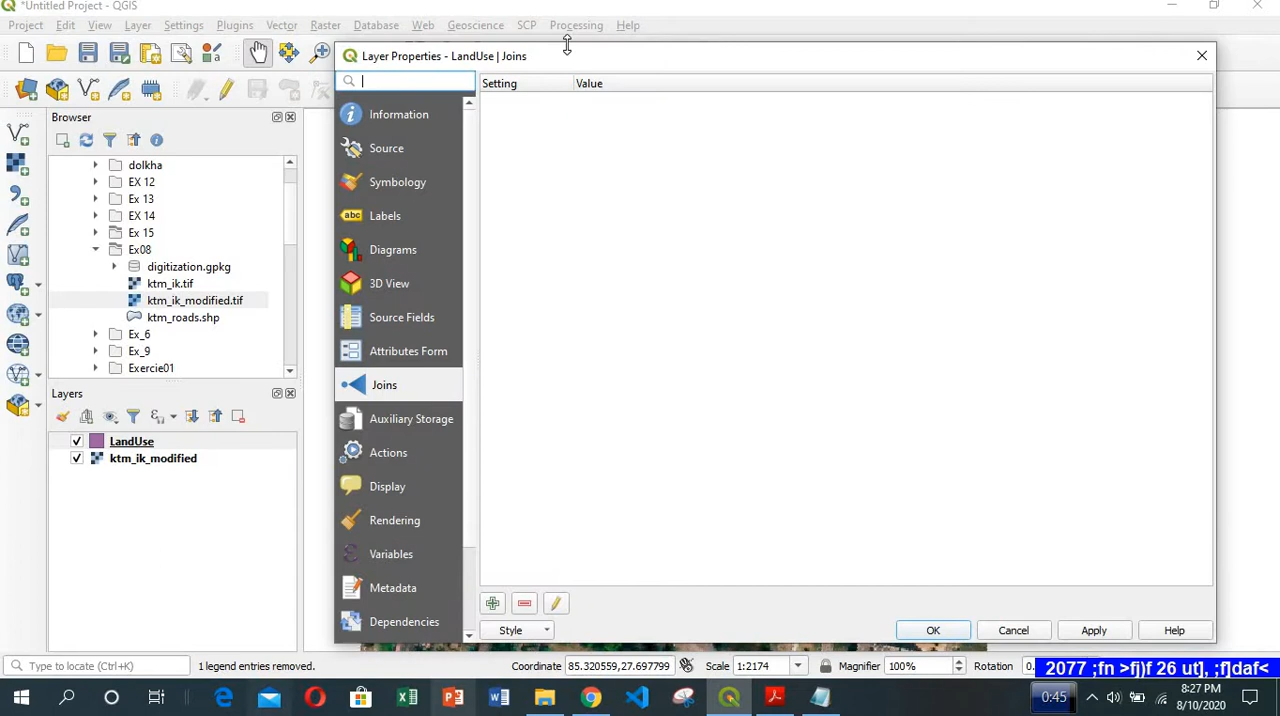 *Untitled Project - QGIS
Project Edit View Layer Settings Plugins Vector Raster Database Web Geoscience SCP Processing Help
Layer Properties - LandUse | Joins
Setting Value
Information
Source
Symbology
abc Labels
Diagrams
3D View
Source Fields
Attributes Form
Joins
Auxiliary Storage
Actions
Display
Rendering
Variables
Metadata
Dependencies
Style OK Cancel Apply Help
Browser
dolkha
EX 12
Ex 13
EX 14
Ex 15
Ex08
digitization.gpkg
ktm_ik.tif
ktm_ik_modified.tif
ktm_roads.shp
Ex_6
Ex_9
Exercie01
Layers
LandUse
ktm_ik_modified
Type to locate (Ctrl+K) 1 legend entries removed. Coordinate 85.320559,27.697799 Scale 1:2174 Magnifier 100% Rotation 0.
2077 ;fn >fj)f 26 ut], ;f]daf<
0:45 8:27 PM
8/10/2020